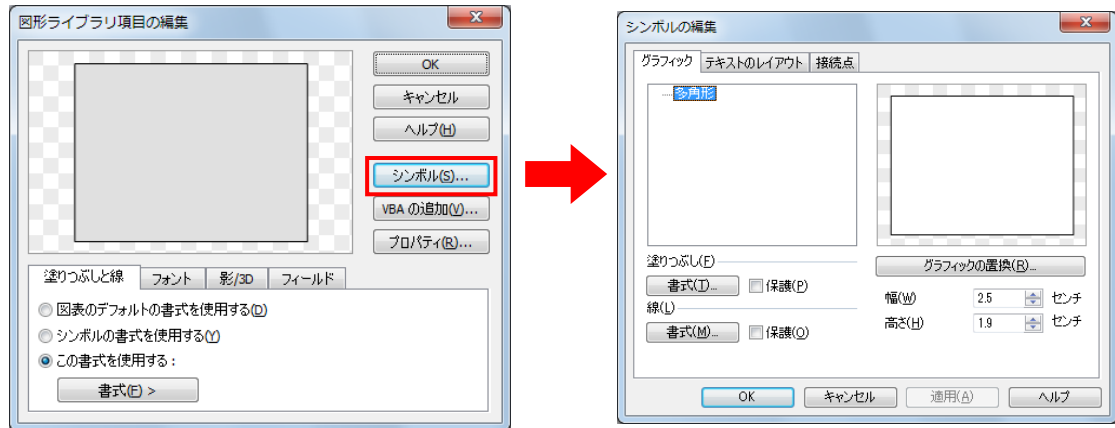 図形ライブラリ項目の編集
OK
キャンセル
ヘルプ(H)
シンボル(S)...
VBA の追加(V)...
プロパティ(R)...
塗りつぶしと線 フォント 影/3D フィールド
図表のデフォルトの書式を使用する(D)
シンボルの書式を使用する(Y)
この書式を使用する:
書式(F) >
シンボルの編集
グラフィック テキストのレイアウト 接続点
多角形
塗りつぶし(F)
書式(T)... 保護(P)
線(L)
書式(M)... 保護(O)
グラフィックの置換(R)...
幅(W) 2.5 センチ
高さ(H) 1.9 センチ
OK キャンセル 適用(A) ヘルプ